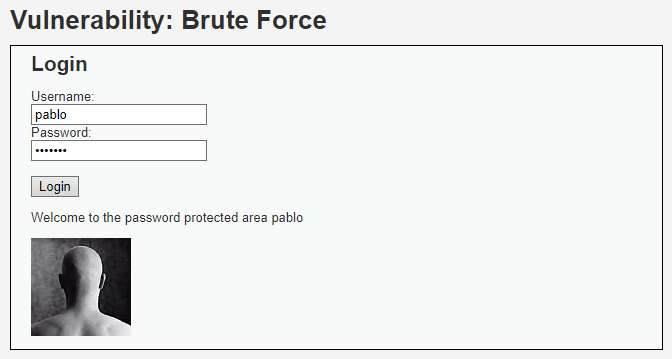 Vulnerability: Brute Force
Login
Username:
pablo
Password:
•••••••
Login
Welcome to the password protected area pablo